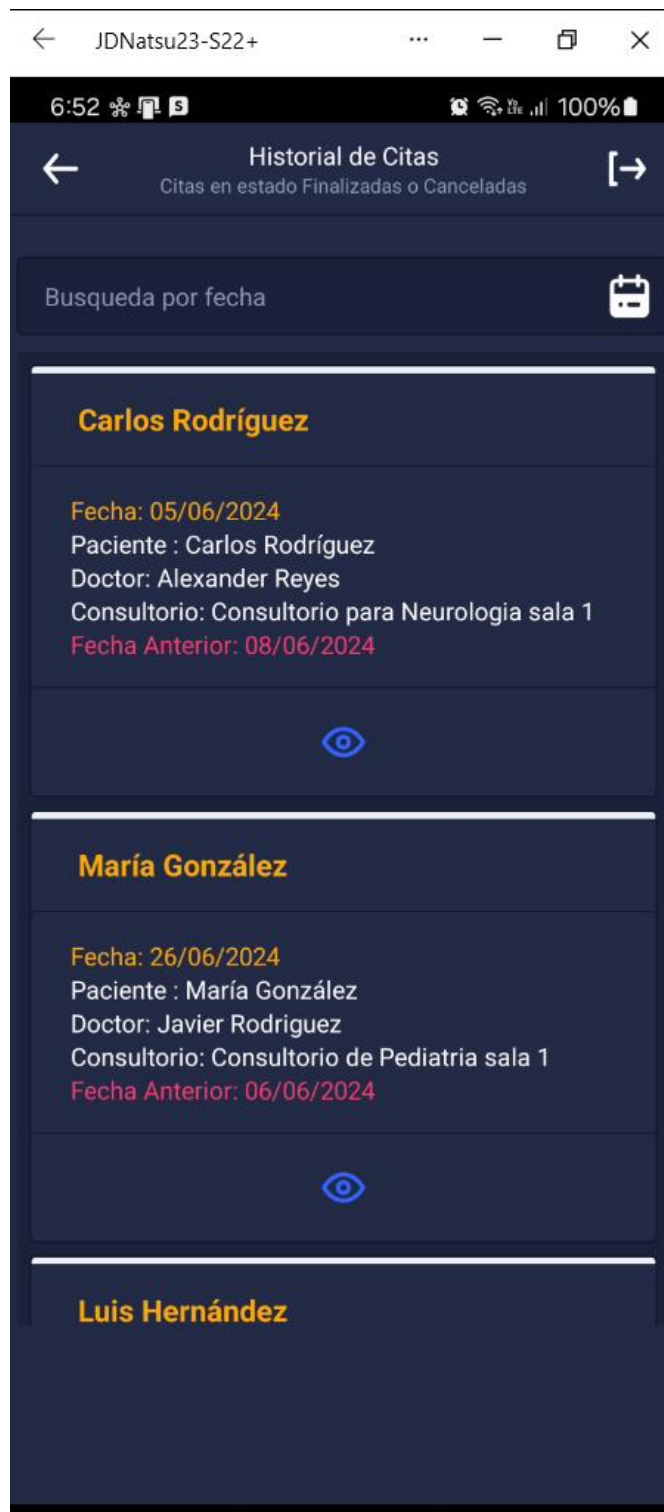 JDNatsu23-S22+
6:52 100%
Historial de Citas
Citas en estado Finalizadas o Canceladas
Busqueda por fecha
Carlos Rodríguez
Fecha: 05/06/2024
Paciente : Carlos Rodríguez
Doctor: Alexander Reyes
Consultorio: Consultorio para Neurologia sala 1
Fecha Anterior: 08/06/2024
María González
Fecha: 26/06/2024
Paciente : María González
Doctor: Javier Rodriguez
Consultorio: Consultorio de Pediatria sala 1
Fecha Anterior: 06/06/2024
Luis Hernández